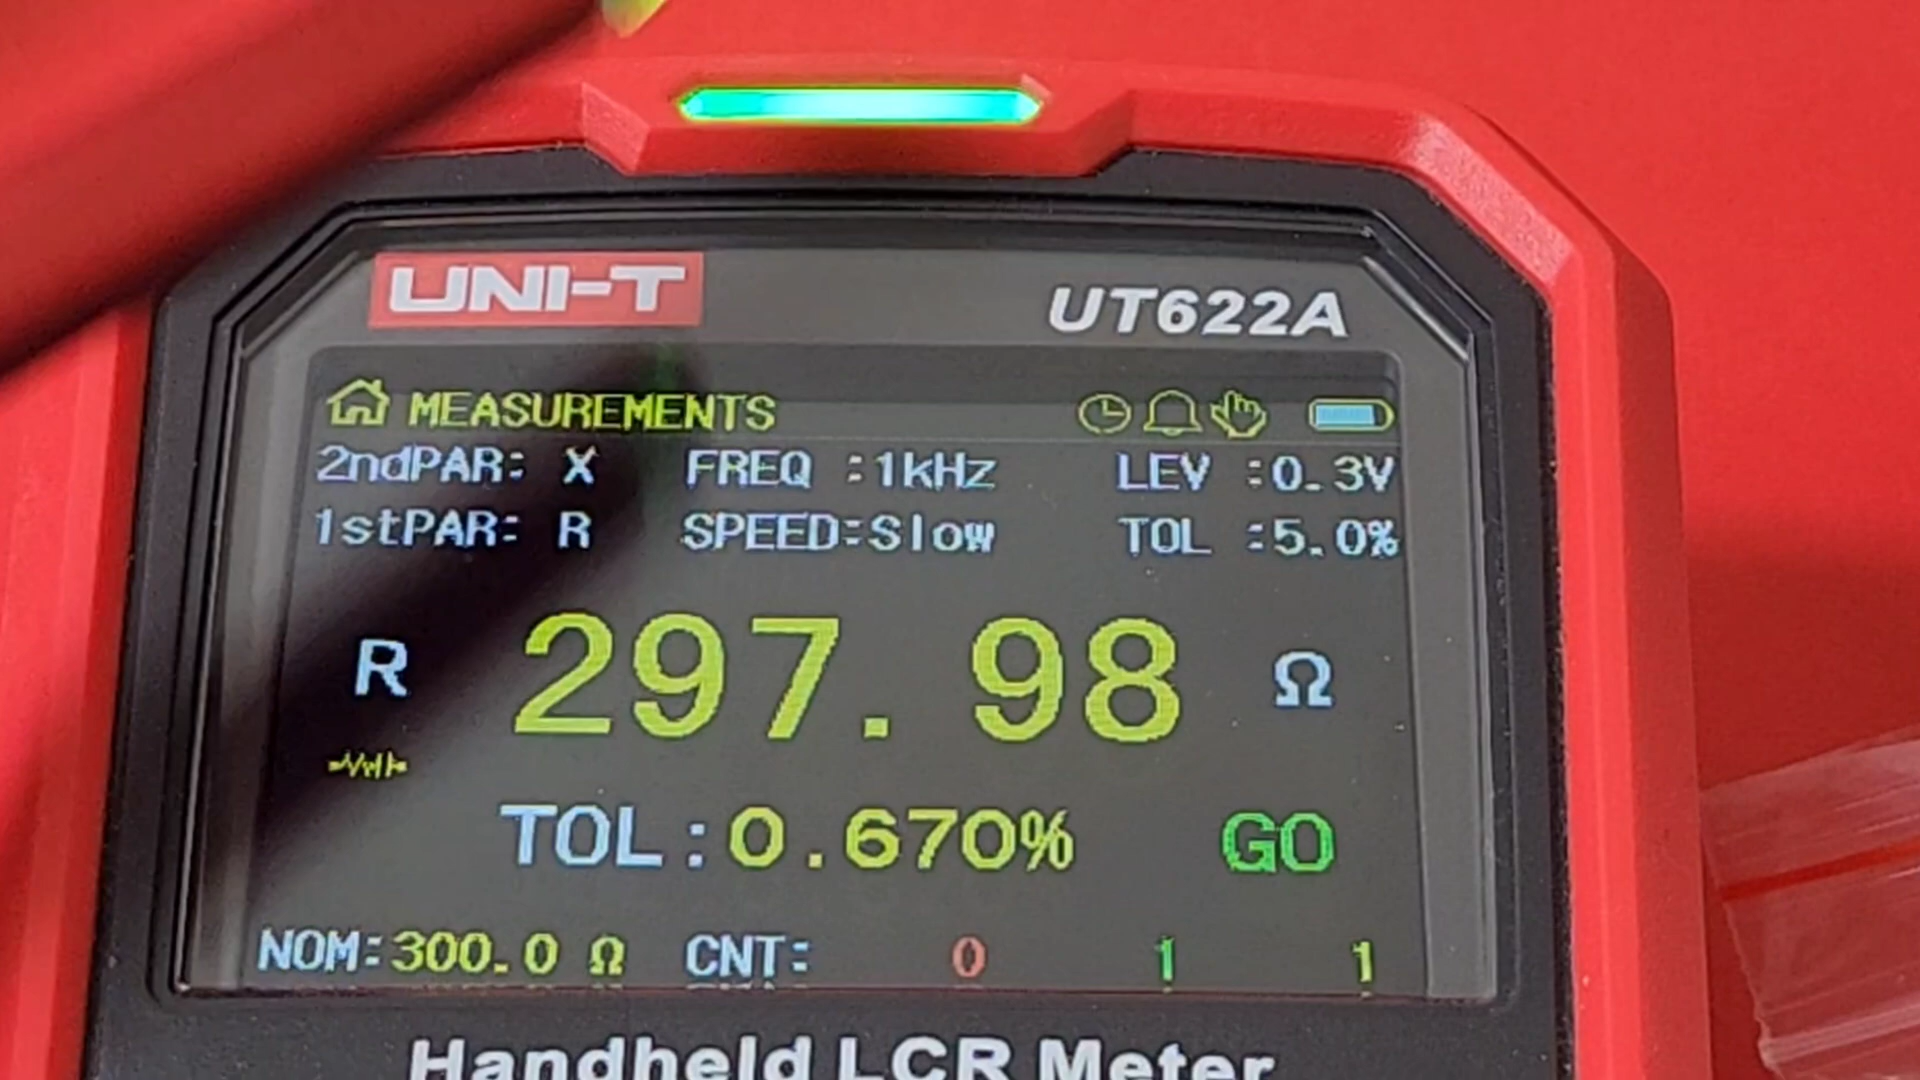 UNI-T
UT622A
MEASUREMENTS
2ndPAR: X FREQ :1kHz LEV :0.3V
1stPAR: R SPEED:Slow TOL :5.0%
R 297.98 Ω
TOL:0.670% GO
NOM:300.0 Ω CNT: 0 1 1
Handheld LCR Meter